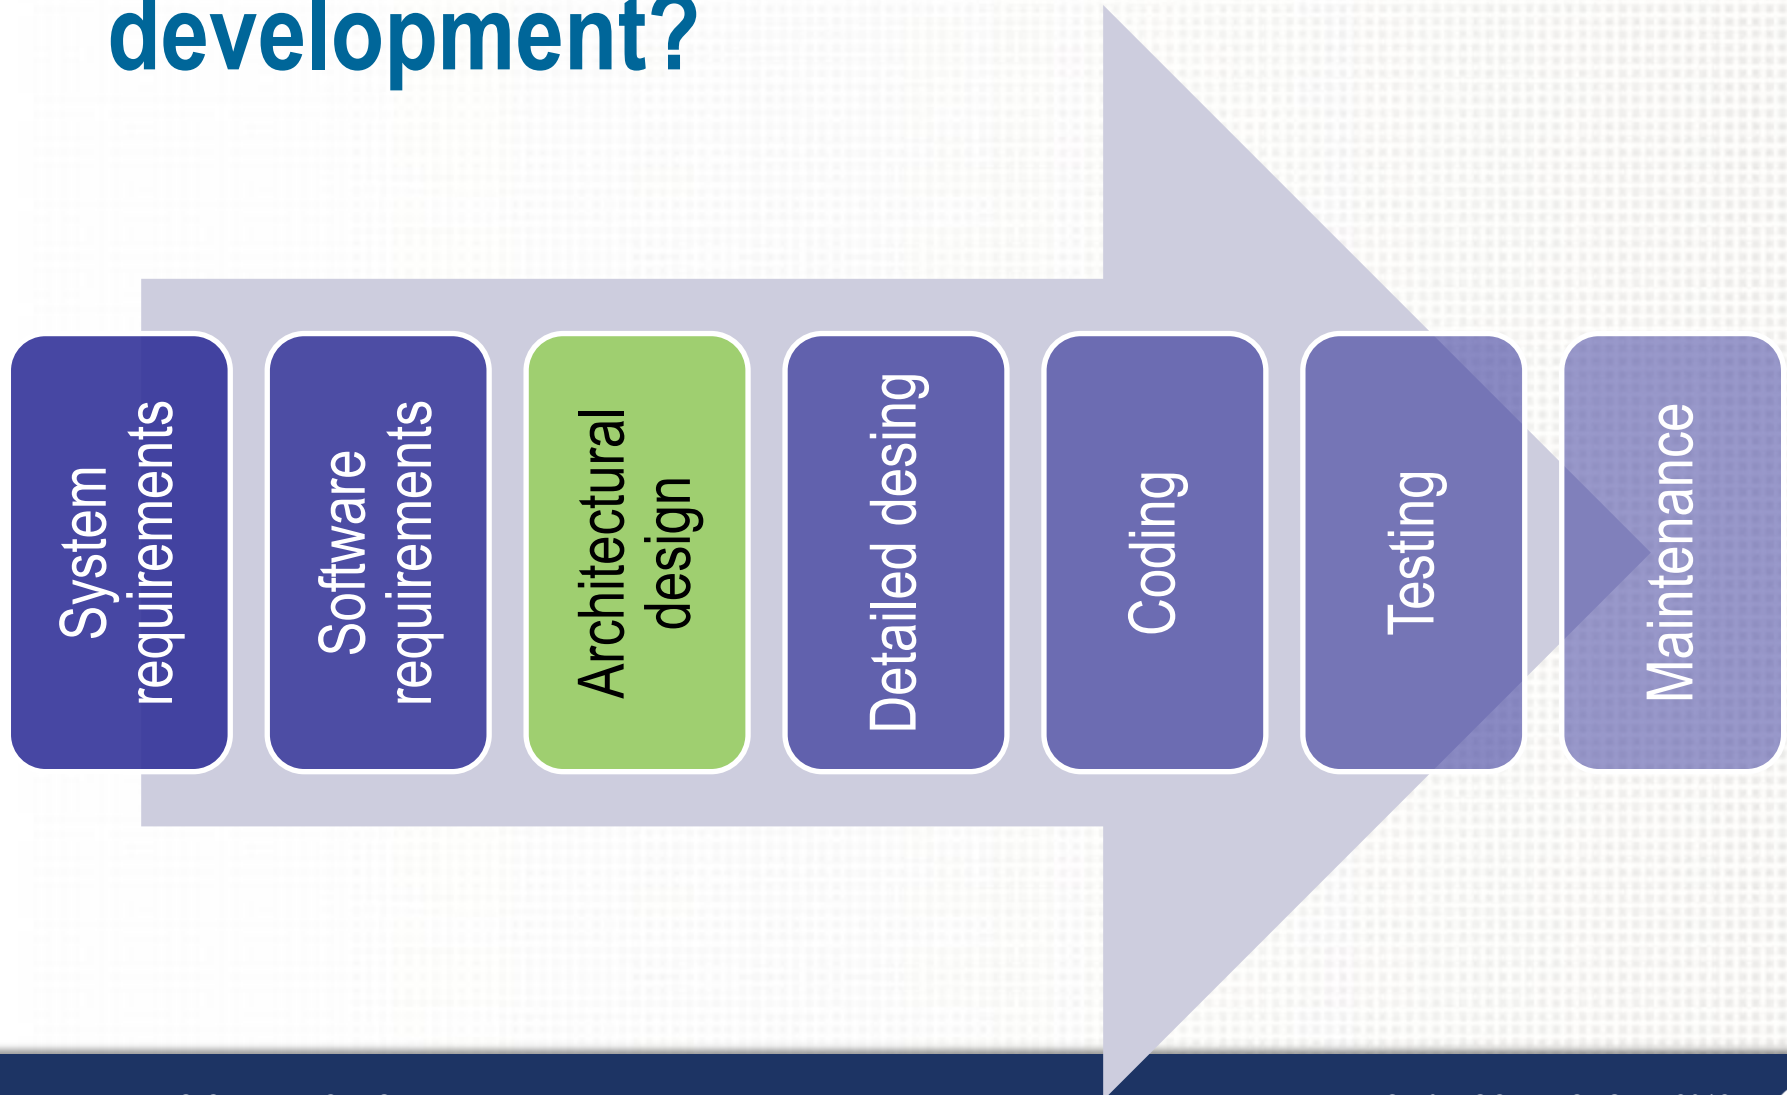 development?
System
requirements
Software
requirements
Architectural
design
Detailed desing
Coding
Testing
Maintenance